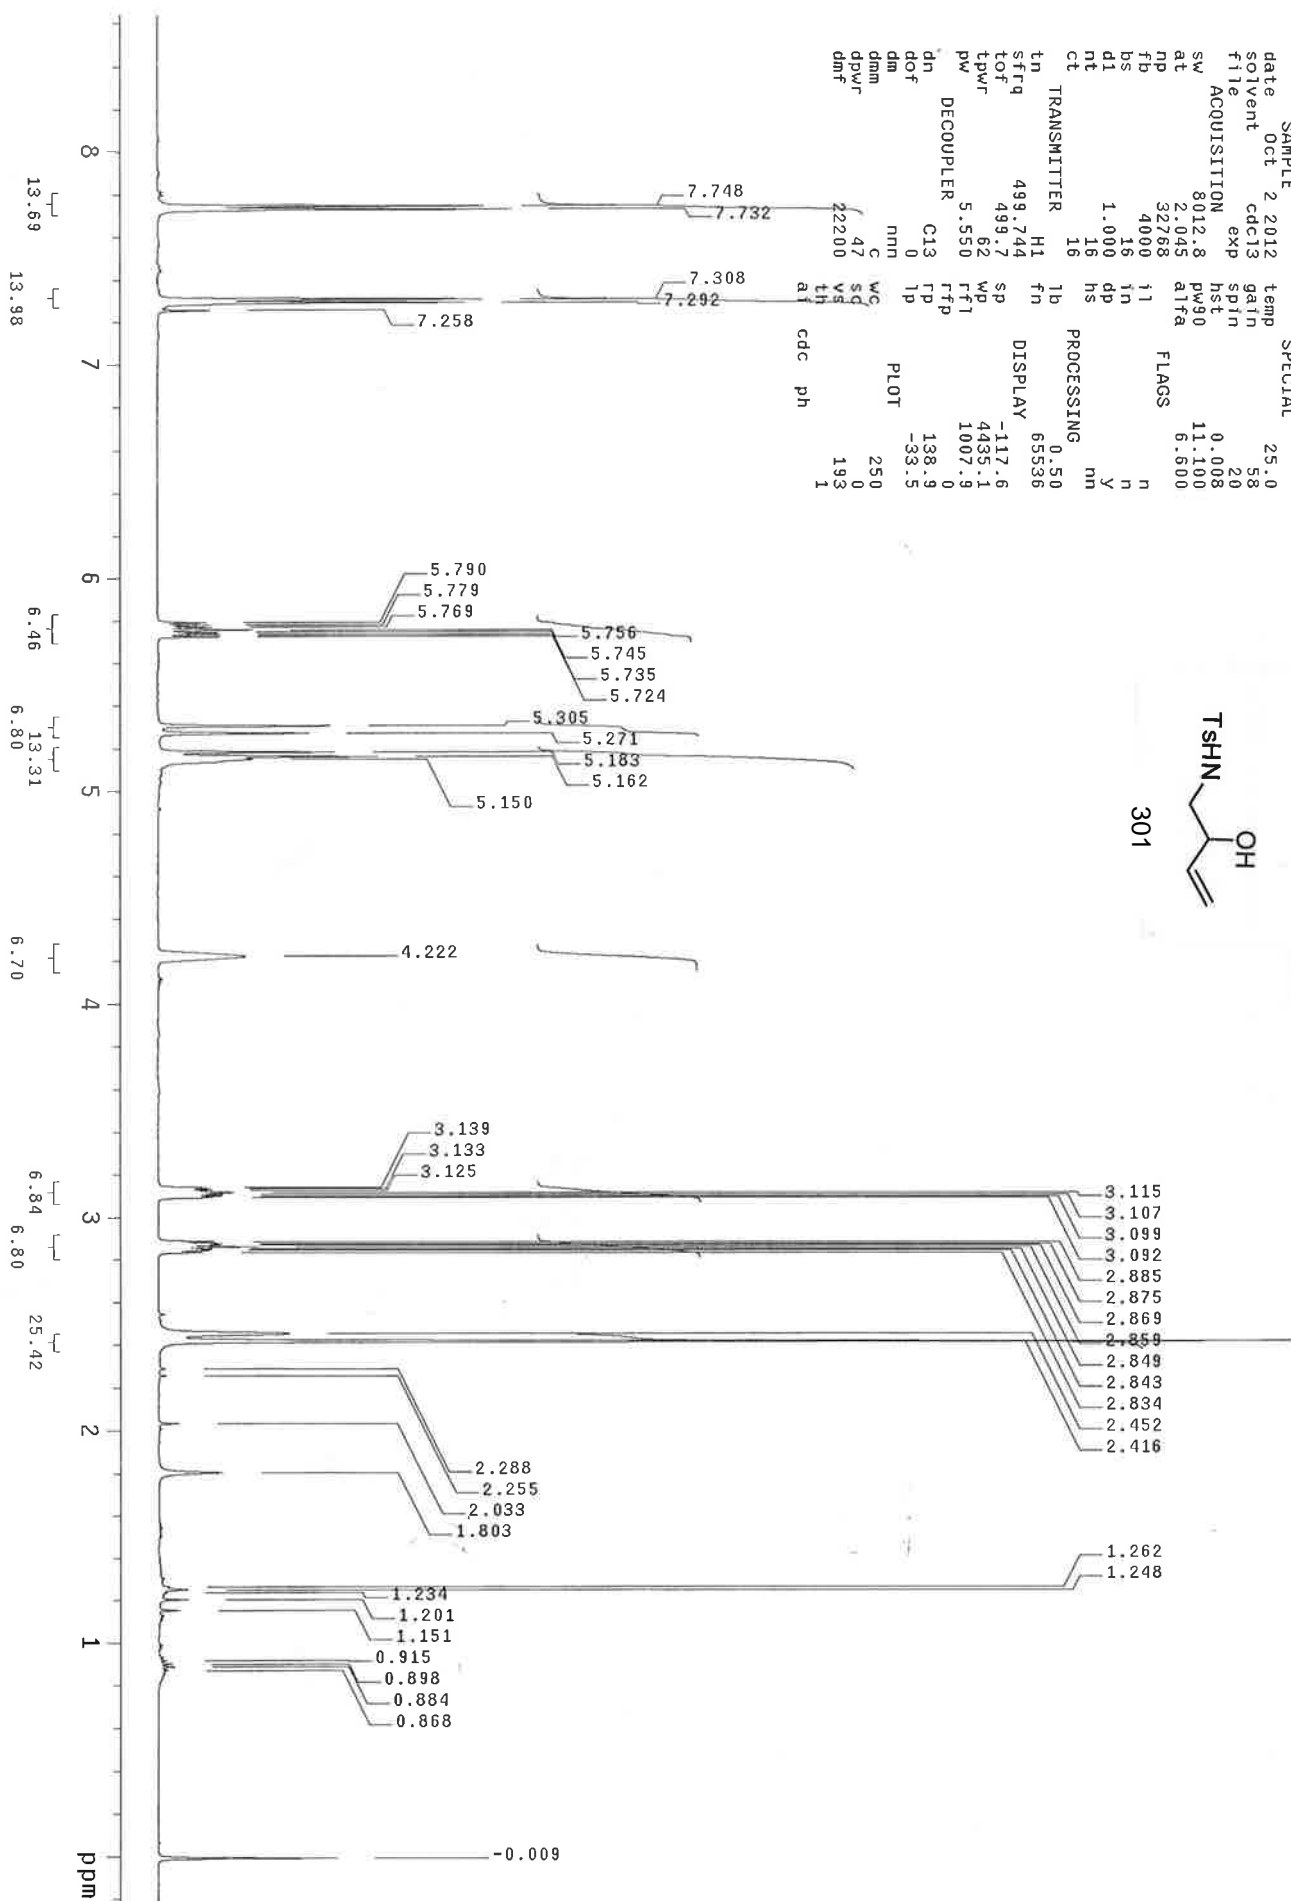 SAMPLE
date Oct 2 2012
solvent cdcl3
file exp
ACQUISITION
sw 8012.8
at 2.045
np 32768
fb 4000
bs 16
d1 1.000
nt 16
ct 16
TRANSMITTER
tn H1
sfrq 499.744
tof 499.7
tpwr 62
pw 5.550
DECOUPLER
dn C13
dof 0
dm nnn
dmm c
dpwr 47
dmf 22200
SPECIAL
temp 25.0
gain 58
spin 20
hst 0.008
pw90 11.100
alfa 6.600
FLAGS
il n
in n
dp y
hs nn
PROCESSING
lb 0.50
fn 65536
DISPLAY
sp -117.6
wp 4435.1
rfl 1007.9
rfp 0
rp 138.9
lp -33.5
PLOT
wc 250
sc 0
vs 193
th 1
ai cdc ph
OH
TsHN
301
7.748
7.732
7.308
7.292
7.258
5.790
5.779
5.769
5.756
5.745
5.735
5.724
5.305
5.271
5.183
5.162
5.150
4.222
3.139
3.133
3.125
3.115
3.107
3.099
3.092
2.885
2.875
2.869
2.859
2.849
2.843
2.834
2.452
2.416
2.288
2.255
2.033
1.803
1.262
1.248
1.234
1.201
1.151
0.915
0.898
0.884
0.868
-0.009
8 7 6 5 4 3 2 1 ppm
13.69
13.98
6.46
6.80
13.31
6.70
6.84
6.80
25.42